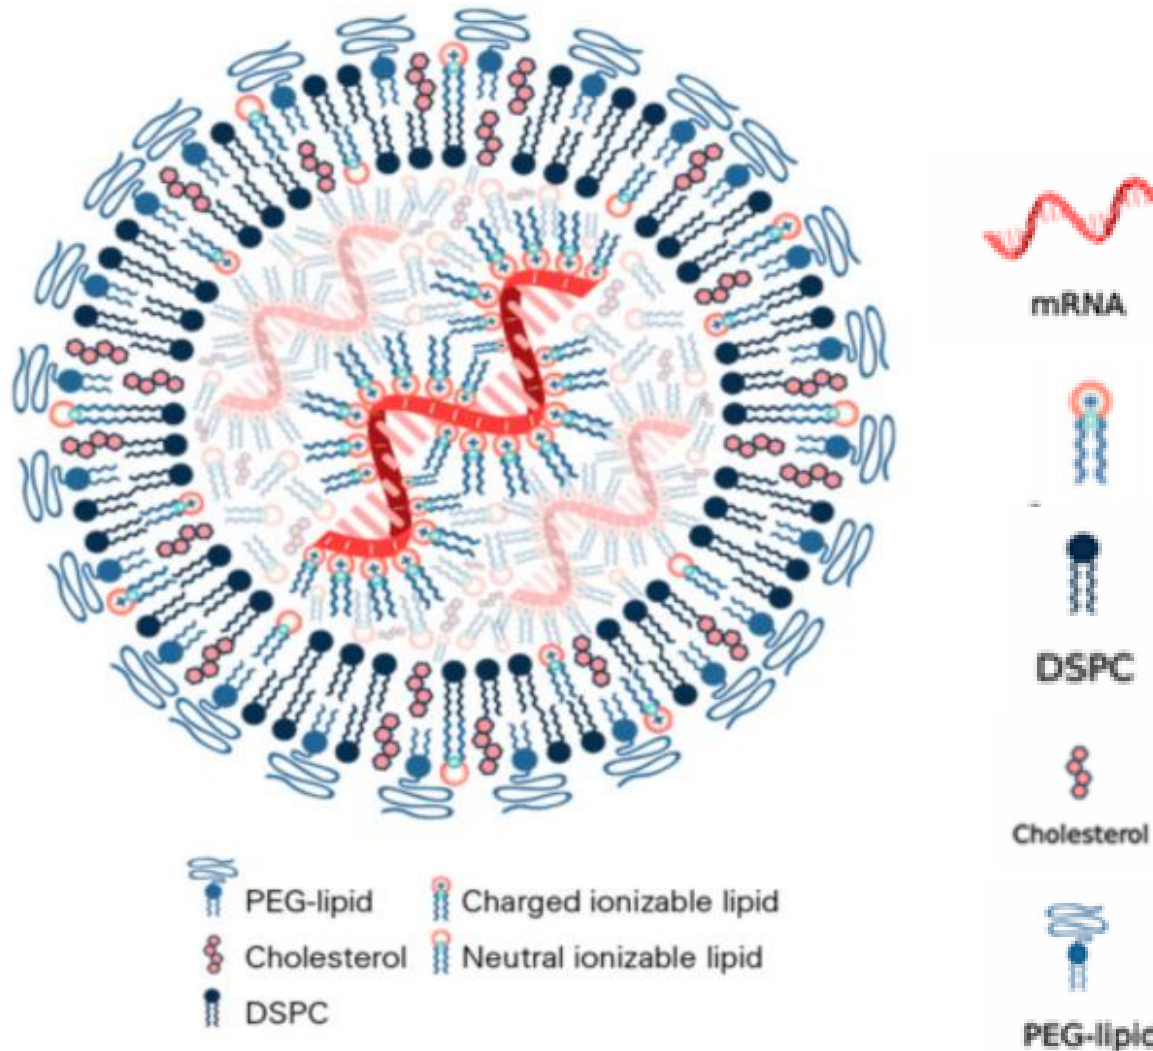 mRNA
DSPC
Cholesterol
PEG-lipid
PEG-lipid
Charged ionizable lipid
Cholesterol
Neutral ionizable lipid
DSPC